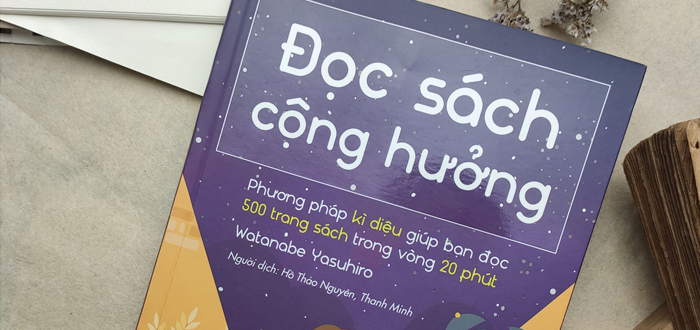 Đọc sách
cộng hưởng
Phương pháp kì diệu giúp bạn đọc
500 trang sách trong vòng 20 phút
Watanabe Yasuhiro
Người dịch: Hồ Thảo Nguyên, Thanh Minh